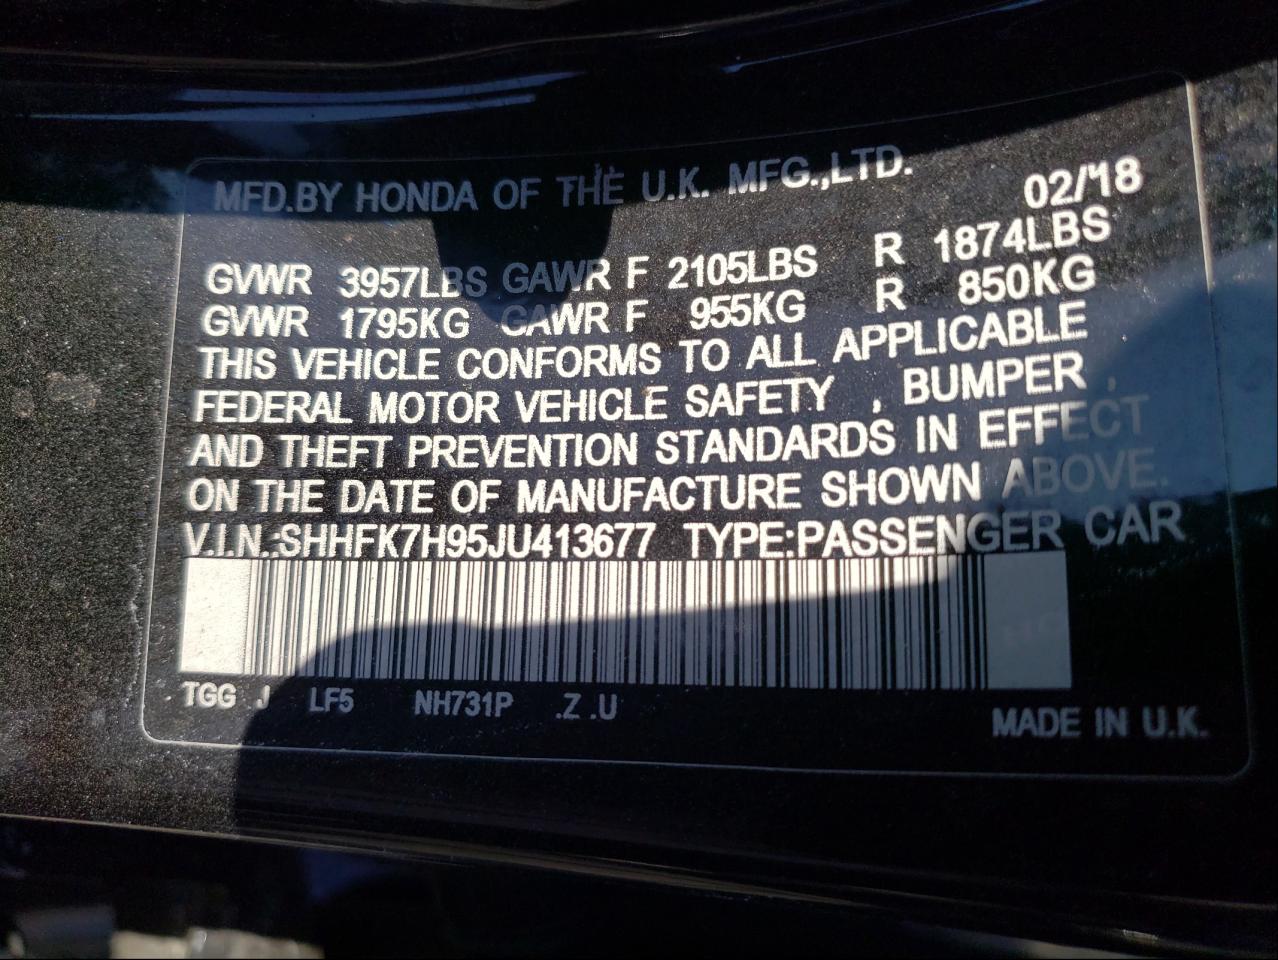 MFD.BY HONDA OF THE U.K. MFG.,LTD. 02/18
GVWR 3957LBS GAWR F 2105LBS R 1874LBS
GVWR 1795KG GAWR F 955KG R 850KG
THIS VEHICLE CONFORMS TO ALL APPLICABLE
FEDERAL MOTOR VEHICLE SAFETY , BUMPER ,
AND THEFT PREVENTION STANDARDS IN EFFECT
ON THE DATE OF MANUFACTURE SHOWN ABOVE.
V.I.N.:SHHFK7H95JU413677 TYPE:PASSENGER CAR
TGG J LF5 NH731P .Z .U
MADE IN U.K.